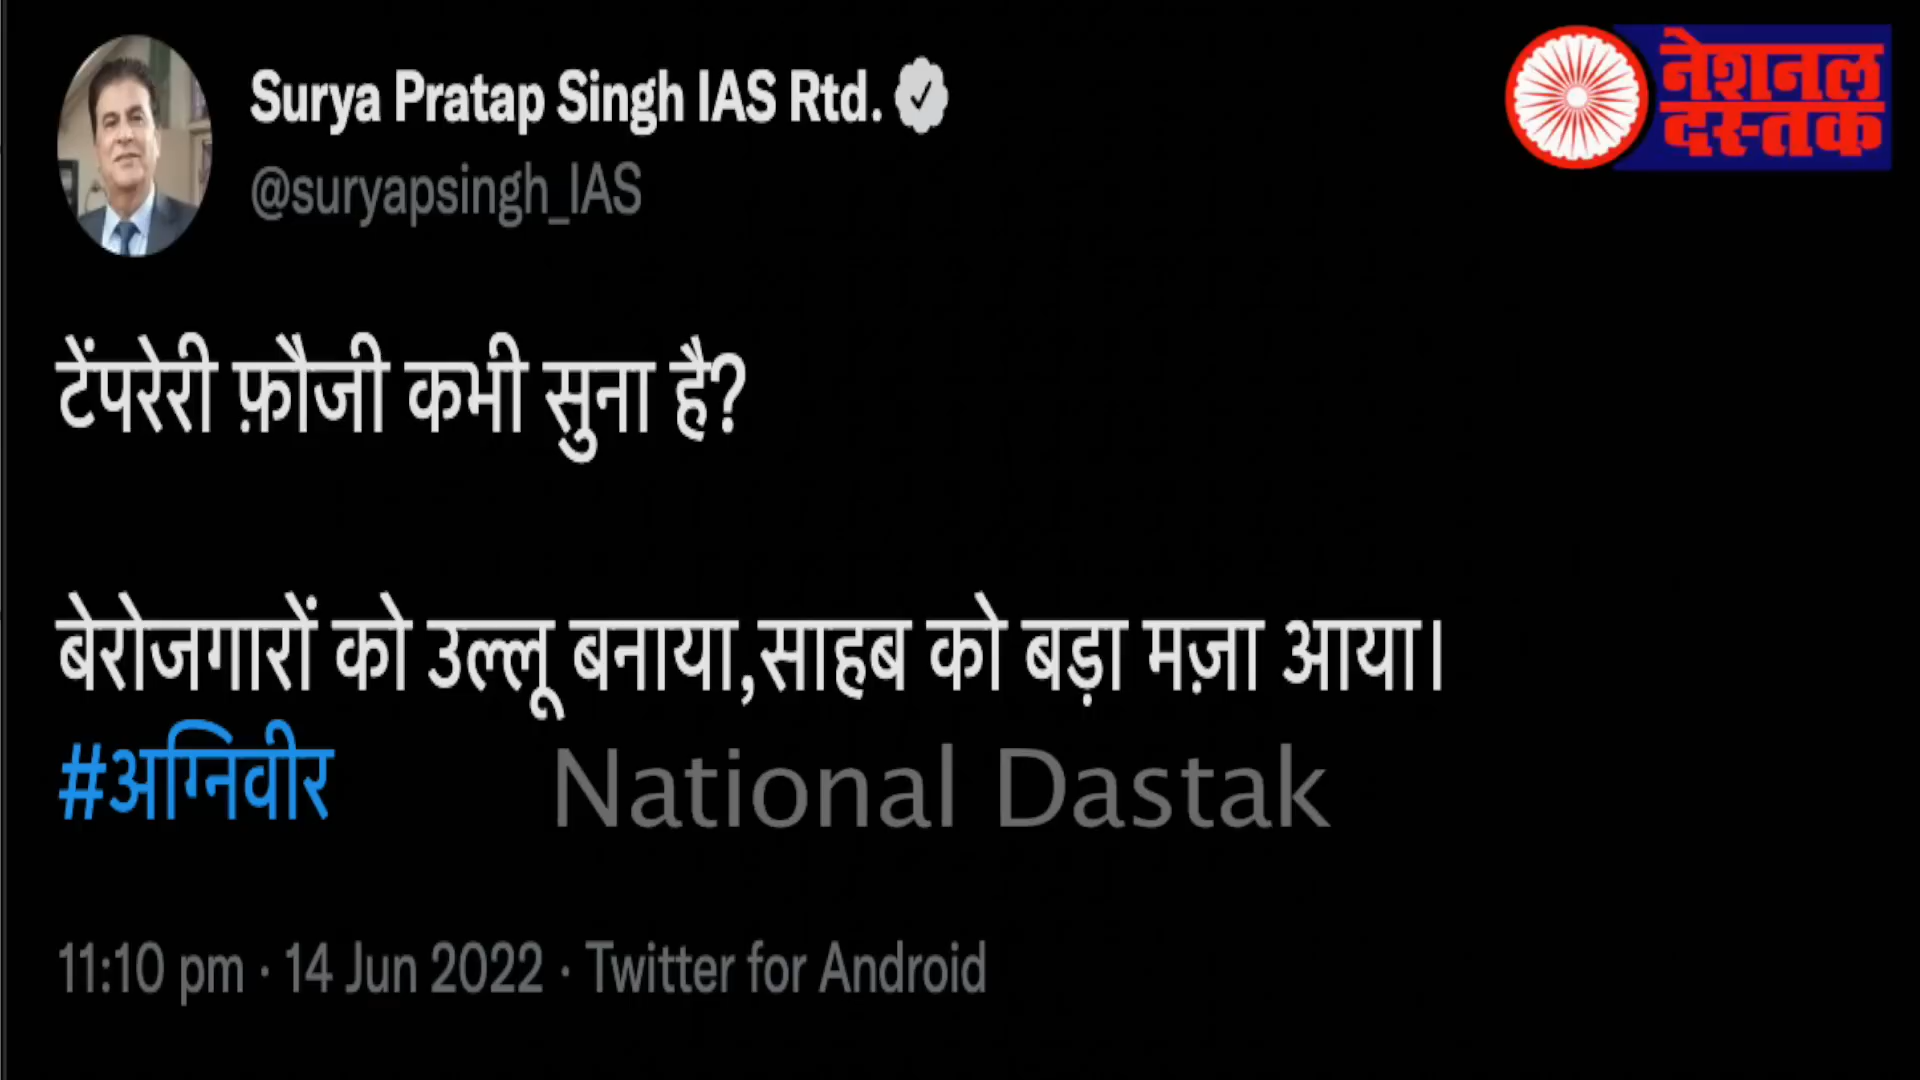 Surya Pratap Singh IAS Rtd.
@suryapsingh_IAS
नेशनल
दस्तक
टेंपरेरी फ़ौजी कभी सुना है?
बेरोजगारों को उल्लू बनाया,साहब को बड़ा मज़ा आया।
#अग्निवीर
National Dastak
11:10 pm · 14 Jun 2022 · Twitter for Android